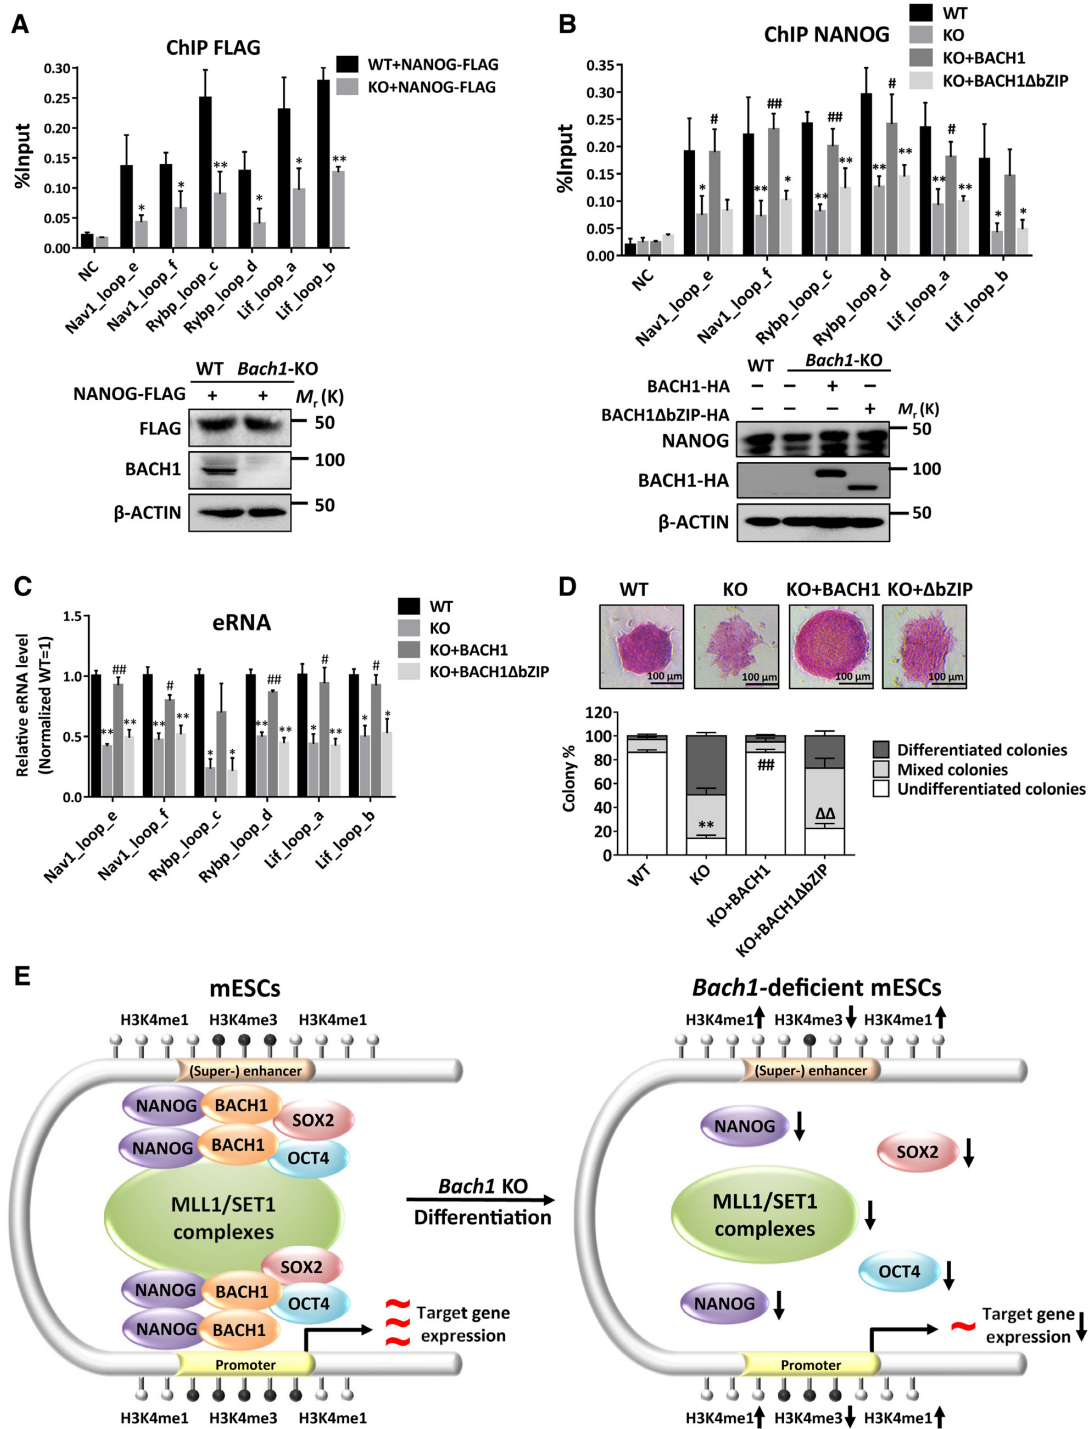 A
ChIP FLAG
WT+NANOG-FLAG
KO+NANOG-FLAG
%Input
0.30
0.25
0.20
0.15
0.10
0.05
0.00
* * ** * * **
NC
Nav1_loop_e
Nav1_loop_f
Rybp_loop_c
Rybp_loop_d
Lif_loop_a
Lif_loop_b
WT Bach1-KO
NANOG-FLAG + + Mr (K)
FLAG 50
BACH1 100
β-ACTIN 50
B
ChIP NANOG
WT
KO
KO+BACH1
KO+BACH1ΔbZIP
%Input
0.35
0.30
0.25
0.20
0.15
0.10
0.05
0.00
* # ** ## * ** ## ** ** # ** ** # ** * *
NC
Nav1_loop_e
Nav1_loop_f
Rybp_loop_c
Rybp_loop_d
Lif_loop_a
Lif_loop_b
WT Bach1-KO
BACH1-HA – – + –
BACH1ΔbZIP-HA – – – + Mr (K)
NANOG 50
BACH1-HA 100
β-ACTIN 50
C
eRNA
WT
KO
KO+BACH1
KO+BACH1ΔbZIP
Relative eRNA level
(Normalized WT=1)
1.5
1.0
0.5
0.0
** ## ** ** # ** * * ** ## ** * # ** * # *
Nav1_loop_e
Nav1_loop_f
Rybp_loop_c
Rybp_loop_d
Lif_loop_a
Lif_loop_b
D
WT KO KO+BACH1 KO+ΔbZIP
100 μm 100 μm 100 μm 100 μm
Colony %
120
100
80
60
40
20
0
** ## ΔΔ
Differentiated colonies
Mixed colonies
Undifferentiated colonies
WT
KO
KO+BACH1
KO+BACH1ΔbZIP
E
mESCs
H3K4me1 H3K4me3 H3K4me1
(Super-) enhancer
NANOG BACH1 SOX2
NANOG BACH1 OCT4
MLL1/SET1
complexes
SOX2
NANOG BACH1 OCT4
NANOG BACH1
Target gene
expression
Promoter
H3K4me1 H3K4me3 H3K4me1
Bach1 KO
Differentiation
Bach1-deficient mESCs
H3K4me1 H3K4me3 H3K4me1
(Super-) enhancer
NANOG
SOX2
MLL1/SET1
complexes
OCT4
NANOG
Target gene
expression
Promoter
H3K4me1 H3K4me3 H3K4me1